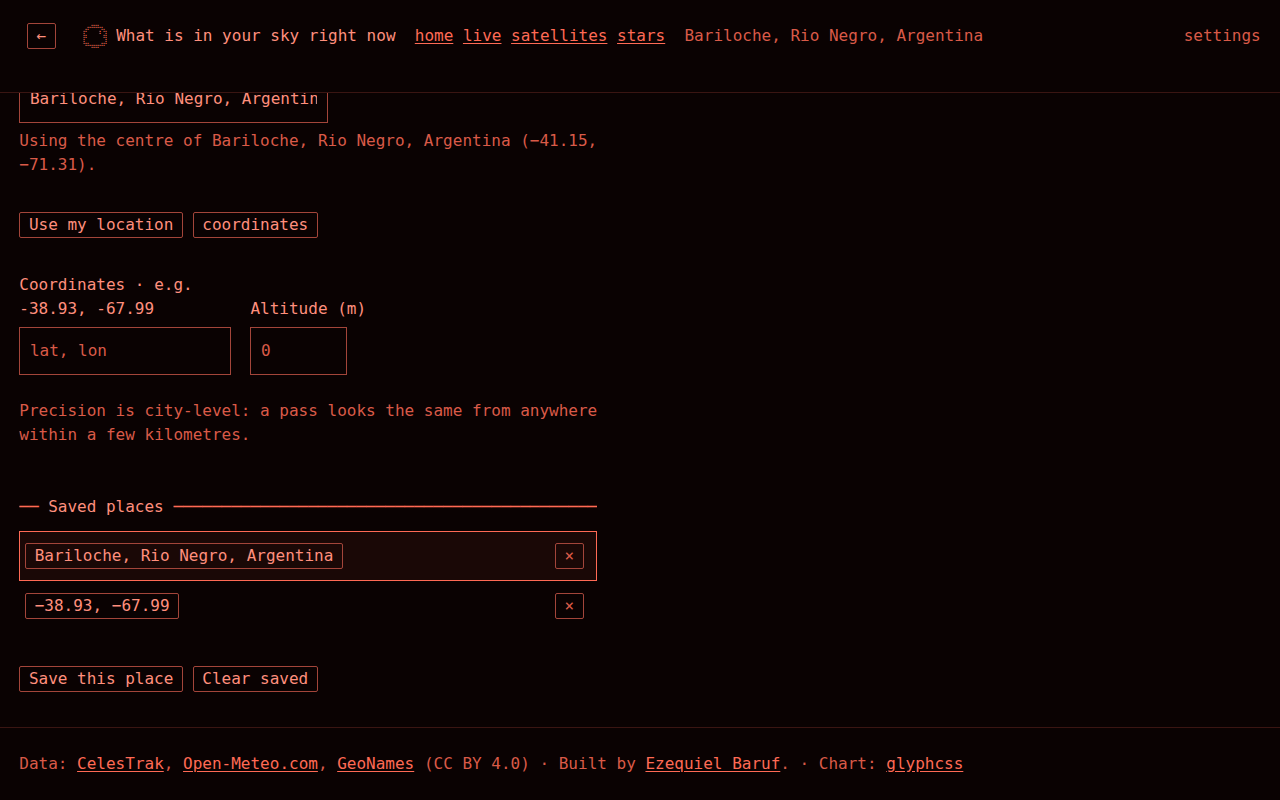 ← What is in your sky right now home live satellites stars Bariloche, Rio Negro, Argentina settings
Bariloche, Rio Negro, Argentin
Using the centre of Bariloche, Rio Negro, Argentina (−41.15,
−71.31).
Use my location coordinates
Coordinates · e.g.
-38.93, -67.99 Altitude (m)
lat, lon 0
Precision is city-level: a pass looks the same from anywhere
within a few kilometres.
Saved places
Bariloche, Rio Negro, Argentina ×
−38.93, −67.99 ×
Save this place Clear saved
Data: CelesTrak, Open-Meteo.com, GeoNames (CC BY 4.0) · Built by Ezequiel Baruf. · Chart: glyphcss